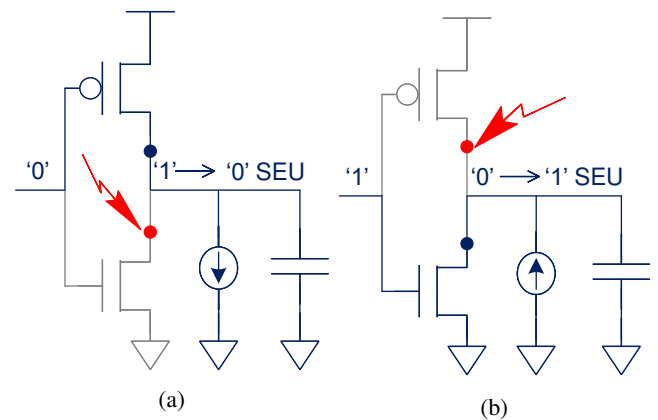 ‘0’ ‘1’ → ‘0’ SEU
‘1’ ‘0’ → ‘1’ SEU
(a)
(b)